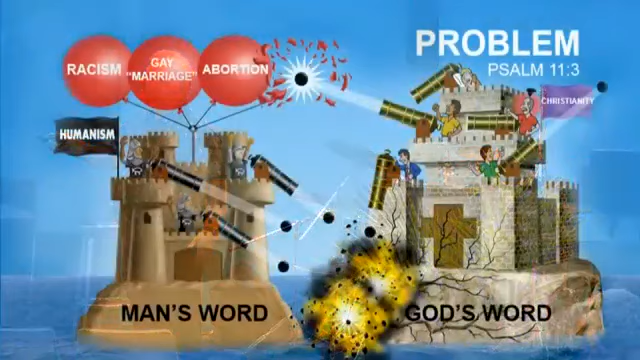 PROBLEM
PSALM 11:3
RACISM
GAY
"MARRIAGE"
ABORTION
CHRISTIANITY
HUMANISM
MAN'S WORD
GOD'S WORD